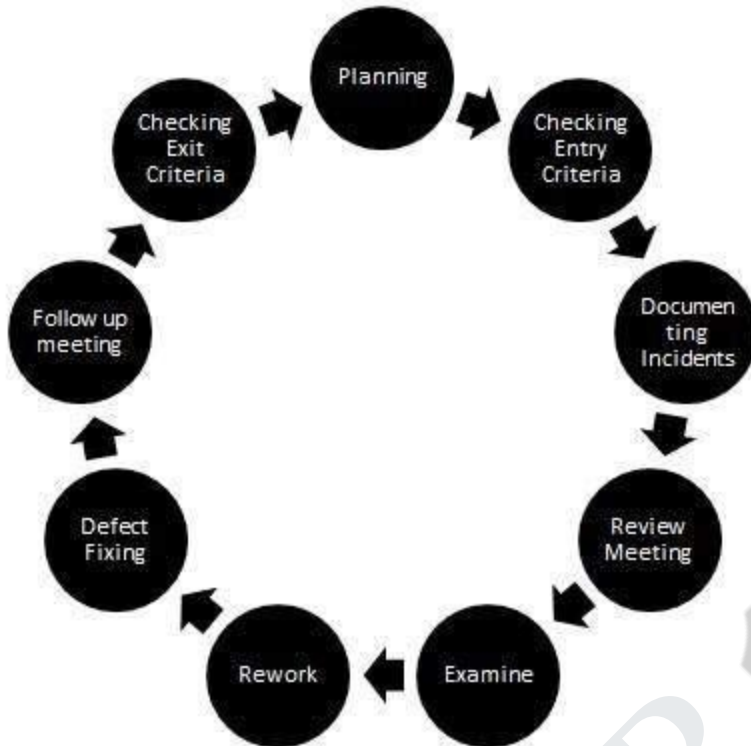 Planning
Checking
Entry
Criteria
Documen
ting
Incidents
Review
Meeting
Examine
Rework
Defect
Fixing
Follow up
meeting
Checking
Exit
Criteria